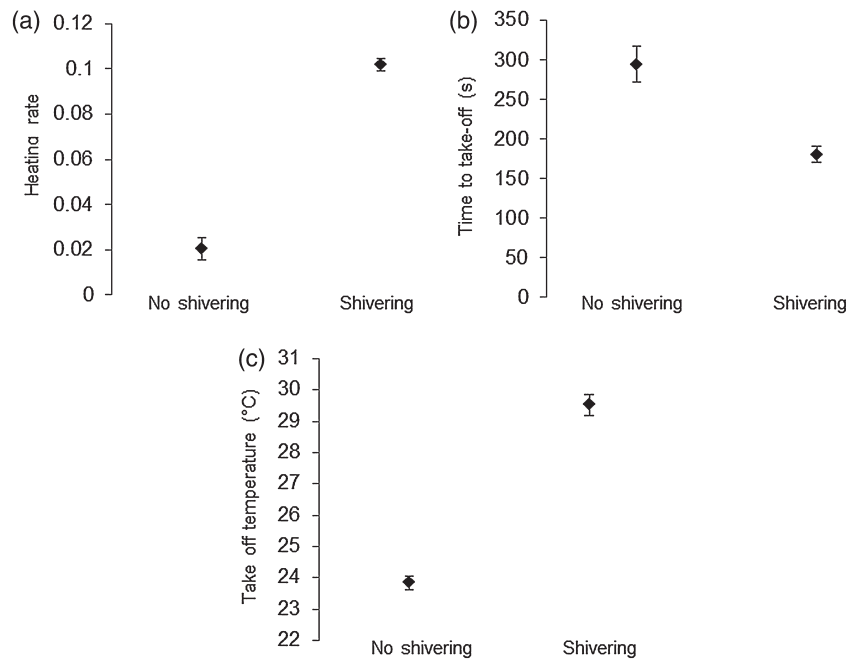 (a)
Heating rate
0.12
0.1
0.08
0.06
0.04
0.02
0
No shivering Shivering
(b)
Time to take-off (s)
350
300
250
200
150
100
50
0
No shivering Shivering
(c)
Take off temperature (°C)
31
30
29
28
27
26
25
24
23
22
No shivering Shivering